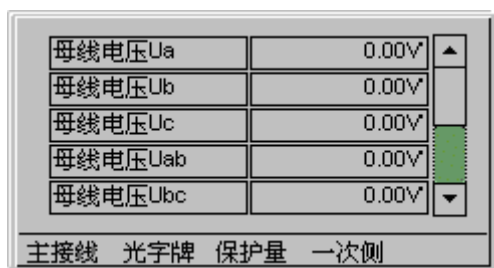 母线电压Ua 0.00V
母线电压Ub 0.00V
母线电压Uc 0.00V
母线电压Uab 0.00V
母线电压Ubc 0.00V
主接线 光字牌 保护量 一次侧